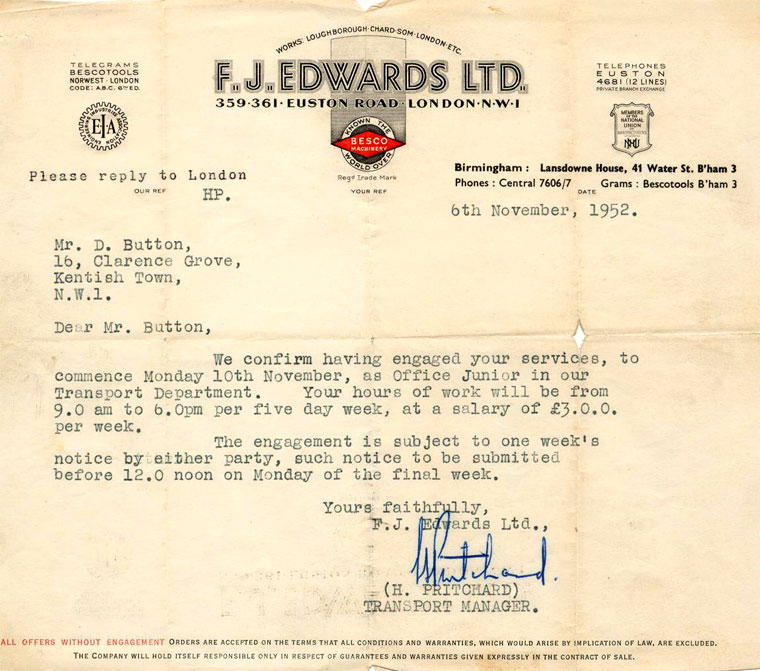 WORKS: LOUGHBOROUGH·CHARD-SOM·LONDON·ETC.
TELEGRAMS
BESCOTOOLS
NORWEST·LONDON
CODE: A.B.C. 6TH ED.
F.J. EDWARDS LTD.
359·361·EUSTON ROAD·LONDON·N·W·1
TELEPHONES
EUSTON
4681 (12 LINES)
PRIVATE BRANCH EXCHANGE
EIA
KNOWN THE
BESCO
MACHINERY
WORLD OVER
Regd Trade Mark
MEMBERS
OF THE
NATIONAL
UNION
OF
MANUFACTURERS
NUM
Birmingham: Lansdowne House, 41 Water St. B'ham 3
Phones: Central 7606/7 Grams: Bescotools B'ham 3
Please reply to London
OUR REF HP.
YOUR REF
DATE
6th November, 1952.
Mr. D. Button,
16, Clarence Grove,
Kentish Town,
N.W.1.
Dear Mr. Button,
We confirm having engaged your services, to
commence Monday 10th November, as Office Junior in our
Transport Department. Your hours of work will be from
9.0 am to 6.0pm per five day week, at a salary of £3.0.0.
per week.
The engagement is subject to one week's
notice by either party, such notice to be submitted
before 12.0 noon on Monday of the final week.
Yours faithfully,
F.J. Edwards Ltd.,
H Pritchard.
(H. PRITCHARD)
TRANSPORT MANAGER.
ALL OFFERS WITHOUT ENGAGEMENT ORDERS ARE ACCEPTED ON THE TERMS THAT ALL CONDITIONS AND WARRANTIES, WHICH WOULD ARISE BY IMPLICATION OF LAW, ARE EXCLUDED.
THE COMPANY WILL HOLD ITSELF RESPONSIBLE ONLY IN RESPECT OF GUARANTEES AND WARRANTIES GIVEN EXPRESSLY IN THE CONTRACT OF SALE.